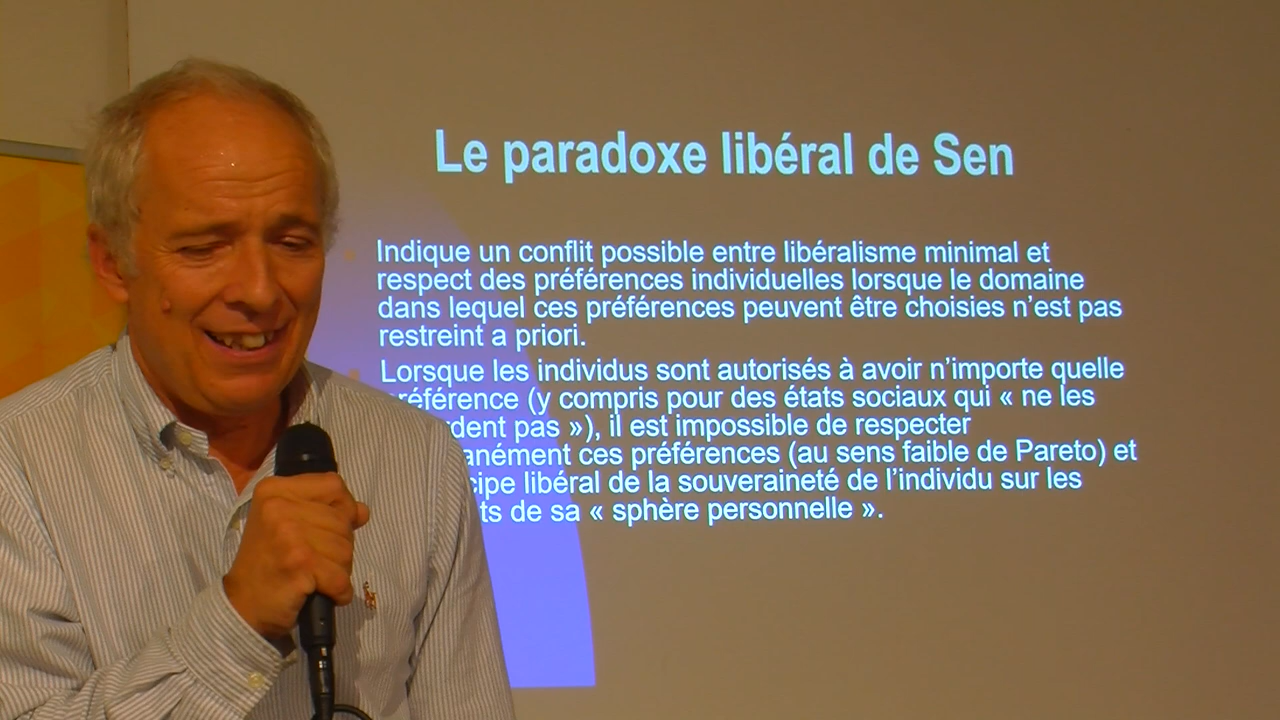 Le paradoxe libéral de Sen
Indique un conflit possible entre libéralisme minimal et
respect des préférences individuelles lorsque le domaine
dans lequel ces préférences peuvent être choisies n'est pas
restreint a priori.
Lorsque les individus sont autorisés à avoir n'importe quelle
préférence (y compris pour des états sociaux qui « ne les
pas »), il est impossible de respecter
ces préférences (au sens faible de Pareto) et
libéral de la souveraineté de l'individu sur les
de sa « sphère personnelle ».